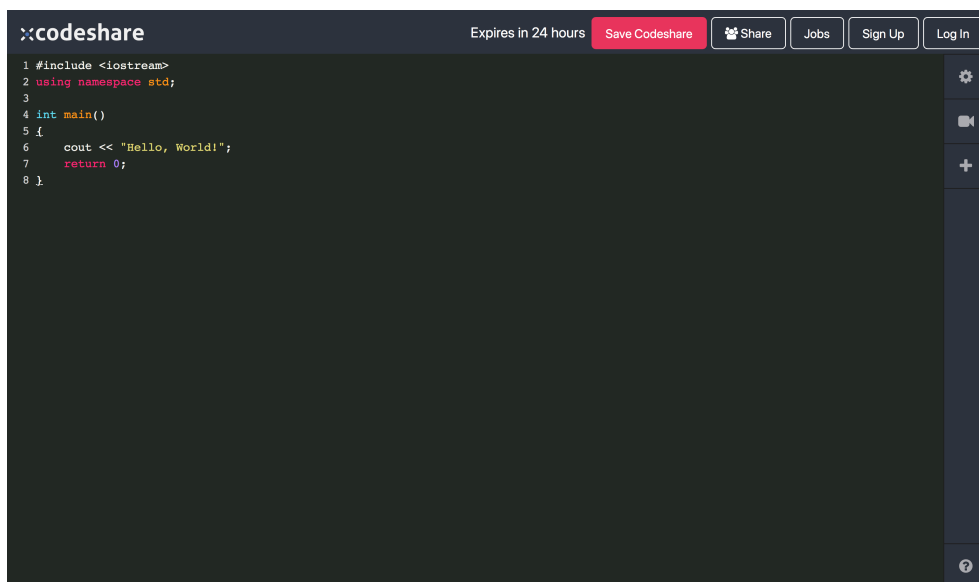 codeshare Expires in 24 hours Save Codeshare Share Jobs Sign Up Log In
1 #include <iostream>
2 using namespace std;
3
4 int main()
5 {
6     cout << "Hello, World!";
7     return 0;
8 }